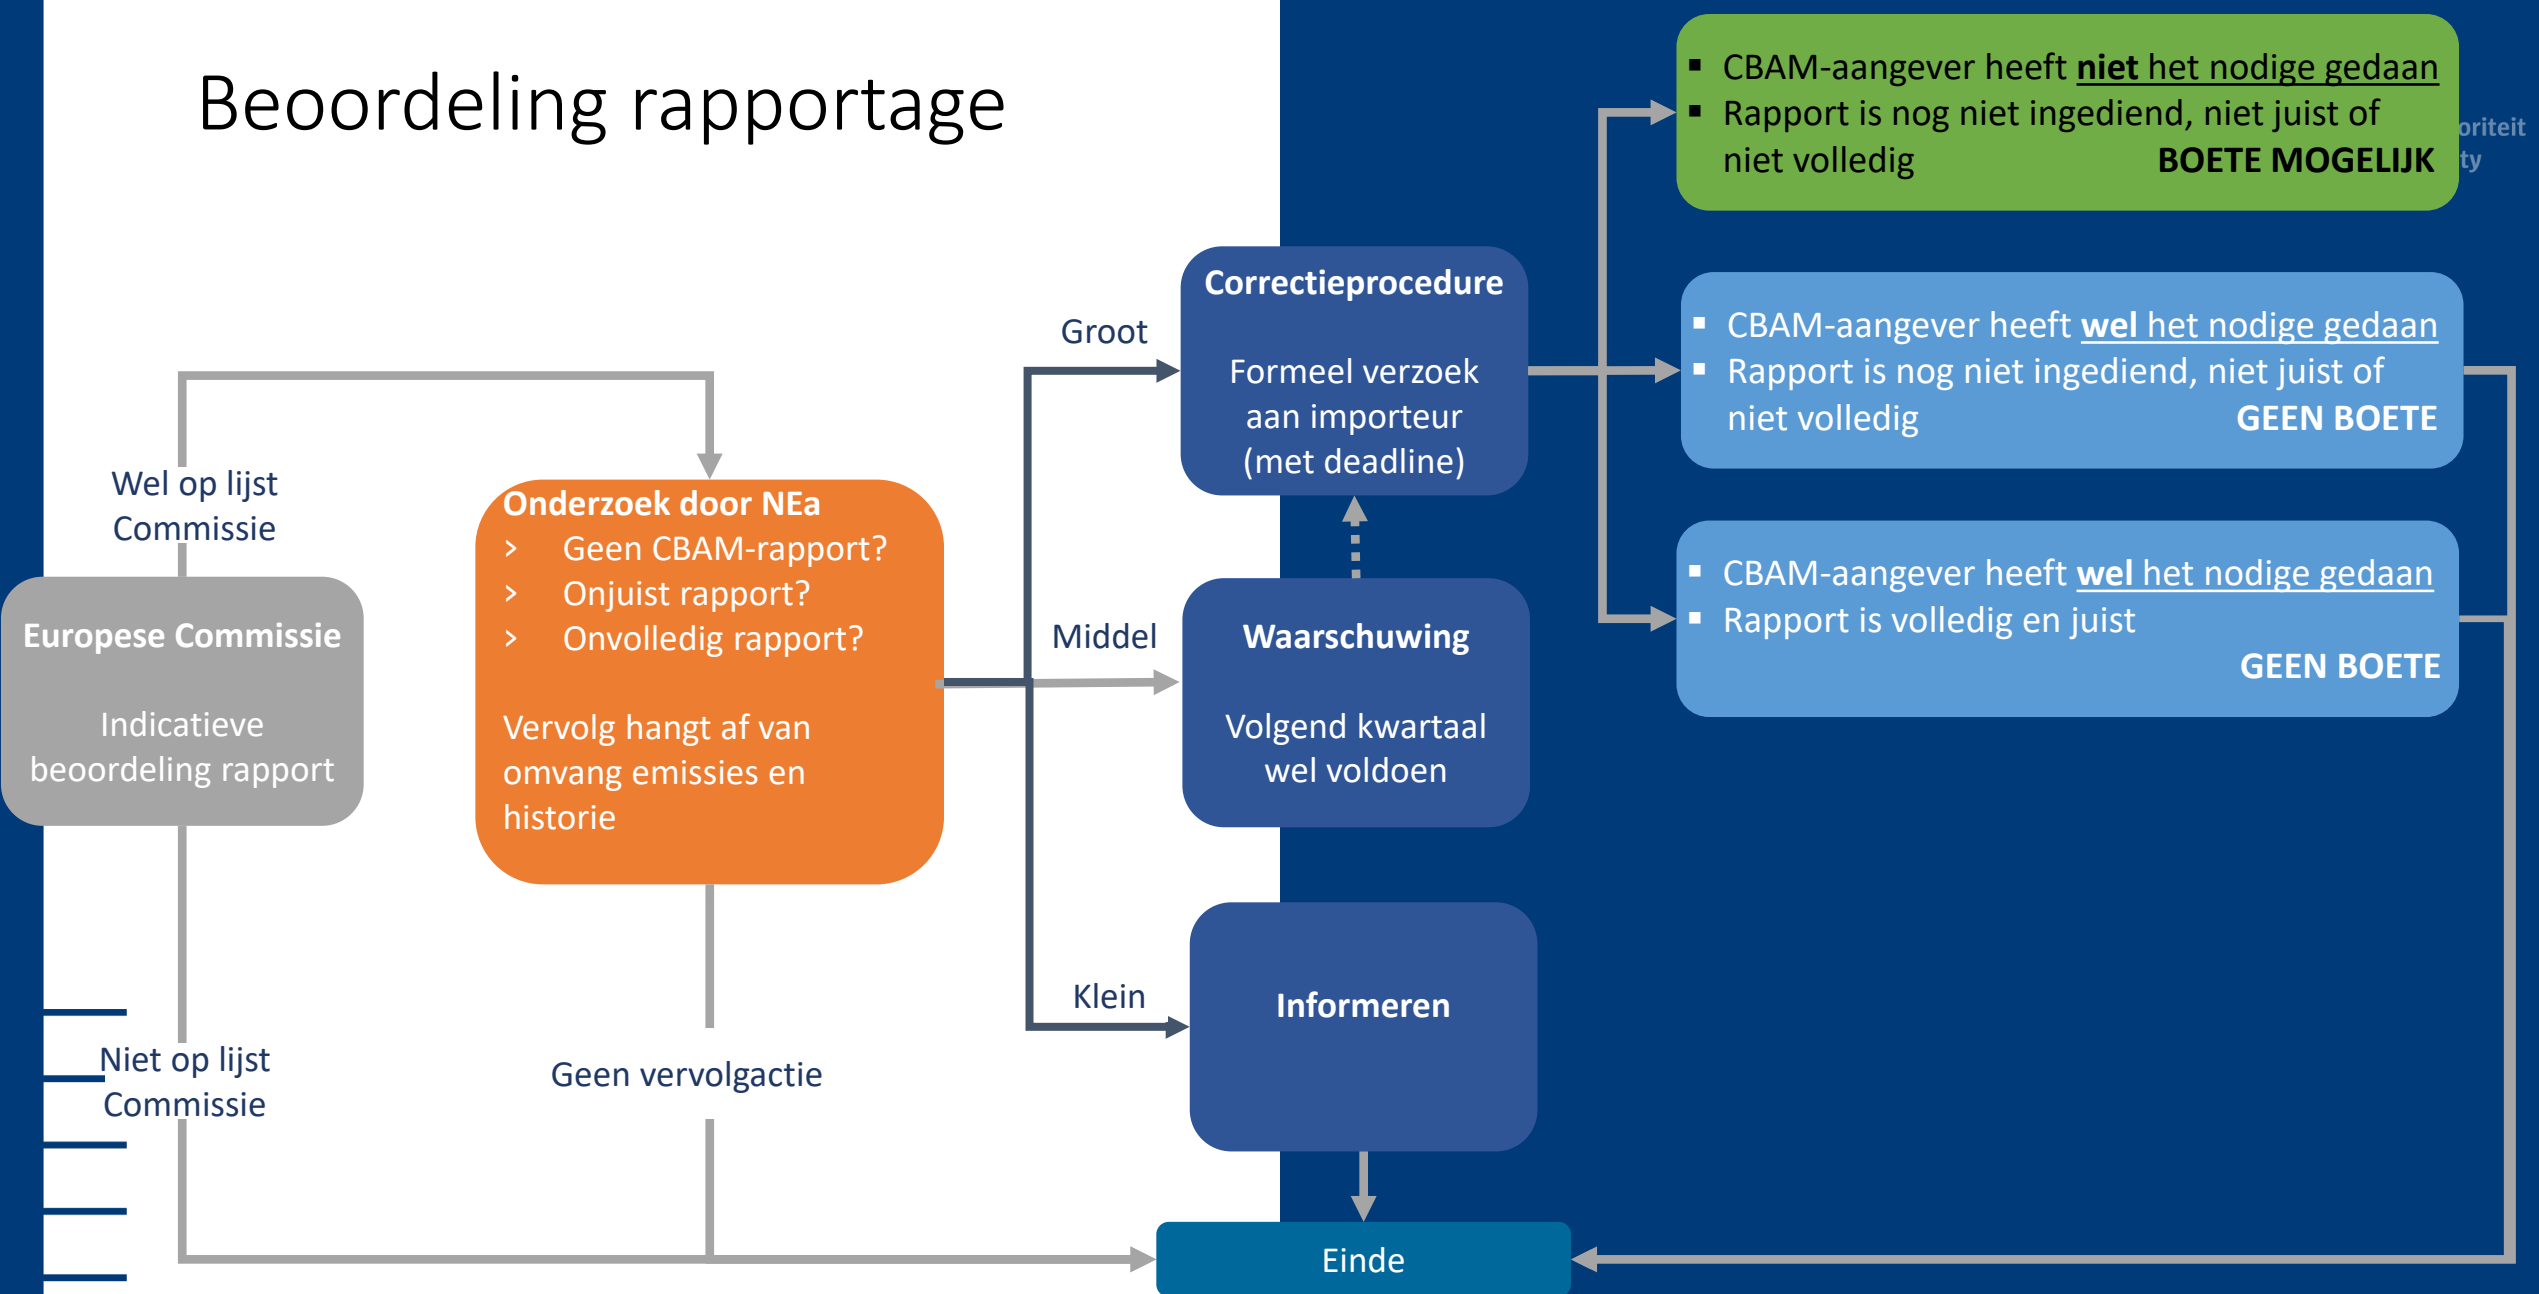 Beoordeling rapportage
oriteit
ty
Wel op lijst
Commissie
Europese Commissie
Indicatieve
beoordeling rapport
Niet op lijst
Commissie
Onderzoek door NEa
> Geen CBAM-rapport?
> Onjuist rapport?
> Onvolledig rapport?
Vervolg hangt af van
omvang emissies en
historie
Geen vervolgactie
Groot
Correctieprocedure
Formeel verzoek
aan importeur
(met deadline)
Middel
Waarschuwing
Volgend kwartaal
wel voldoen
Klein
Informeren
▪ CBAM-aangever heeft niet het nodige gedaan
▪ Rapport is nog niet ingediend, niet juist of
niet volledig BOETE MOGELIJK
▪ CBAM-aangever heeft wel het nodige gedaan
▪ Rapport is nog niet ingediend, niet juist of
niet volledig GEEN BOETE
▪ CBAM-aangever heeft wel het nodige gedaan
▪ Rapport is volledig en juist
GEEN BOETE
Einde